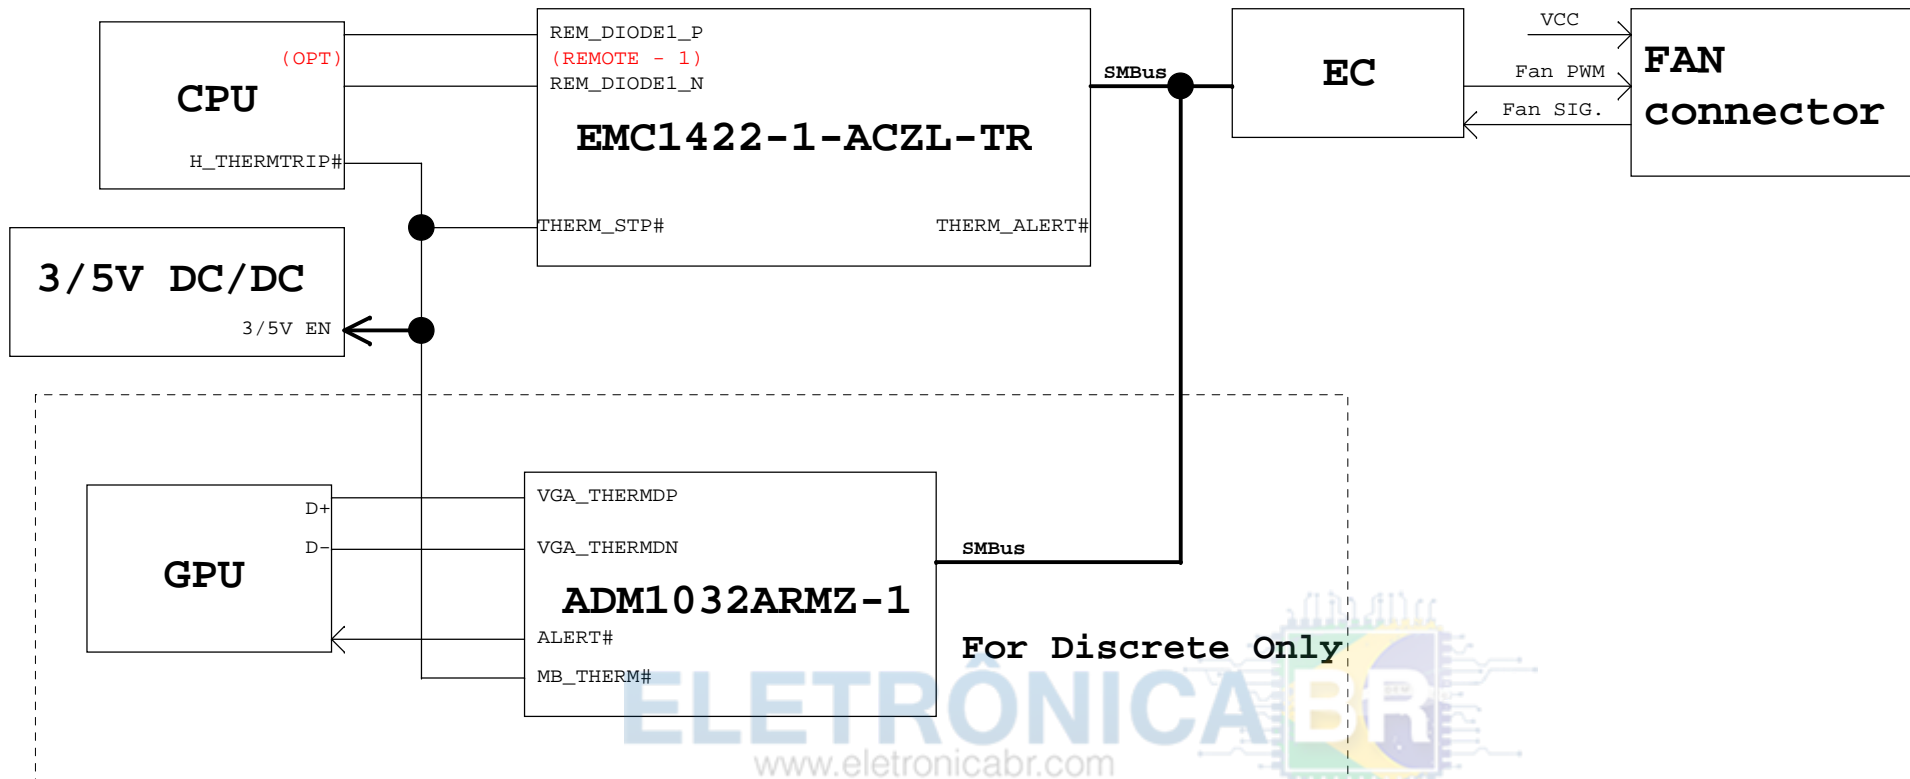 REM_DIODE1_P
(OPT)
(REMOTE - 1)
REM_DIODE1_N
CPU
EMC1422-1-ACZL-TR
H_THERMTRIP#
THERM_STP#
THERM_ALERT#
SMBus
EC
VCC
Fan PWM
Fan SIG.
FAN
connector
3/5V DC/DC
3/5V EN
D+
D-
GPU
VGA_THERMDP
VGA_THERMDN
ADM1032ARMZ-1
ALERT#
MB_THERM#
SMBus
For Discrete Only
ELETRÔNICA BR
www.eletronicabr.com